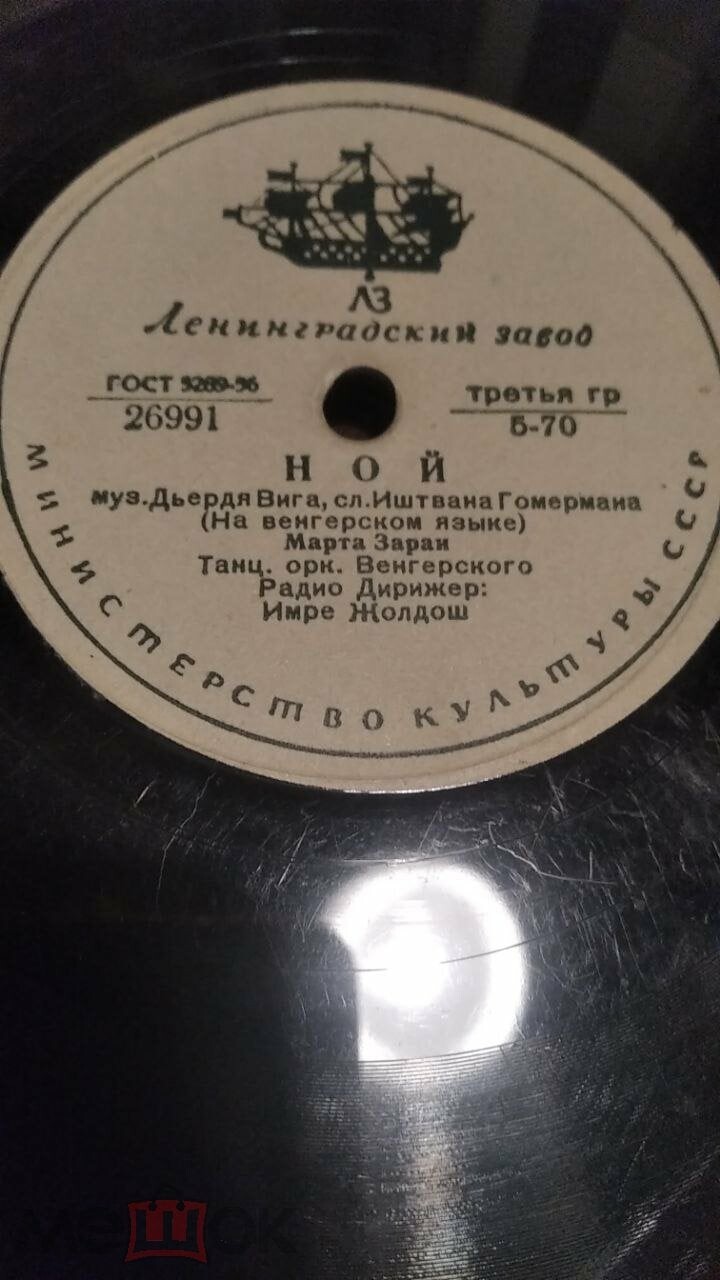 ЛЗ
Ленинградский завод
ГОСТ 5289-56
26991
третья гр
Б-70
НОЙ
муз.Дьердя Вига, сл.Иштвана Гомермана
(На венгерском языке)
Марта Зараи
Танц. орк. Венгерского
Радио Дирижер:
Имре Жолдош
МИНИСТЕРСТВО КУЛЬТУРЫ СССР
мешок